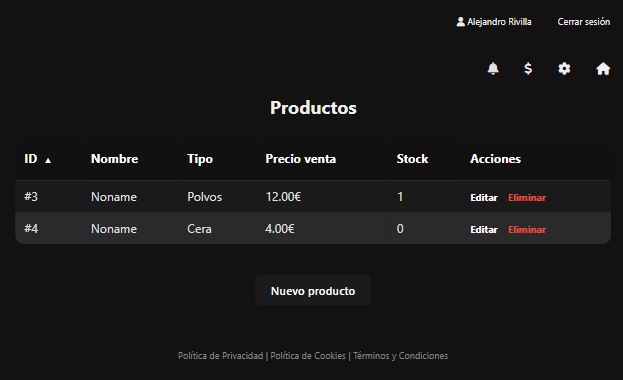 Alejandro Rivilla Cerrar sesión
$
Productos
ID ▲ Nombre Tipo Precio venta Stock Acciones
#3 Noname Polvos 12.00€ 1 Editar Eliminar
#4 Noname Cera 4.00€ 0 Editar Eliminar
Nuevo producto
Política de Privacidad | Política de Cookies | Términos y Condiciones